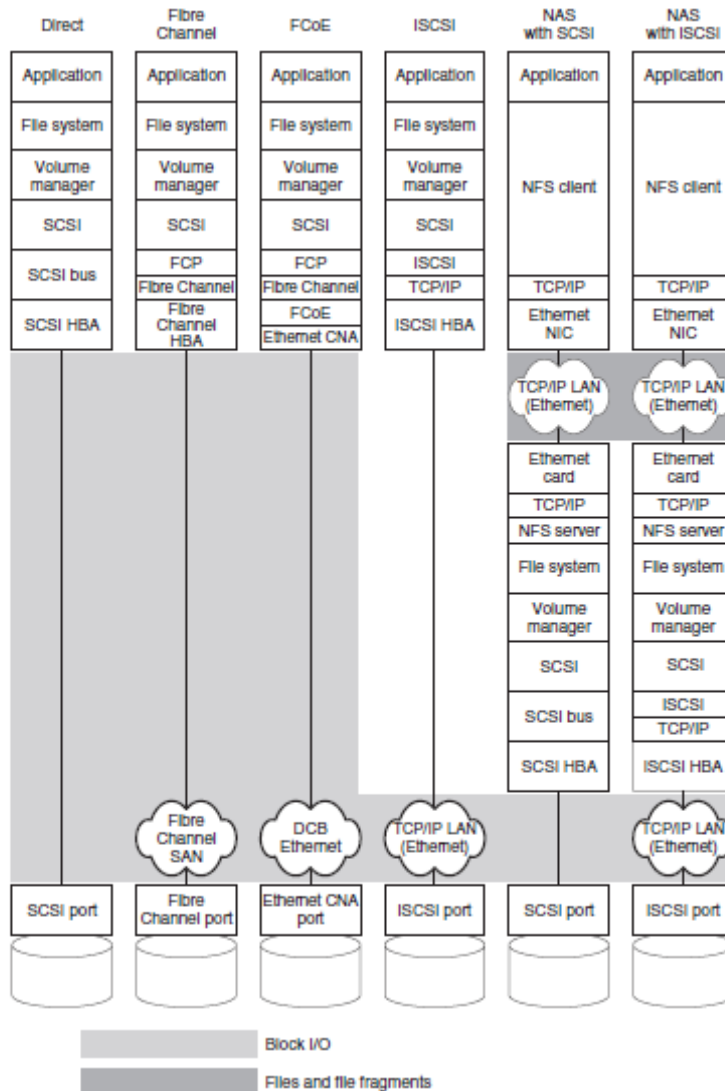 Direct
Fibre
Channel
FCoE
iSCSI
NAS
with SCSI
NAS
with iSCSI
Application
Application
Application
Application
Application
Application
File system
File system
File system
File system
NFS client
NFS client
Volume
manager
Volume
manager
Volume
manager
Volume
manager
SCSI
SCSI
SCSI
SCSI
SCSI bus
FCP
FCP
iSCSI
Fibre Channel
Fibre Channel
TCP/IP
TCP/IP
TCP/IP
SCSI HBA
Fibre
Channel
HBA
FCoE
Ethernet CNA
iSCSI HBA
Ethernet
NIC
Ethernet
NIC
TCP/IP LAN
(Ethernet)
TCP/IP LAN
(Ethernet)
Ethernet
card
Ethernet
card
TCP/IP
TCP/IP
NFS server
NFS server
File system
File system
Volume
manager
Volume
manager
SCSI
SCSI
SCSI bus
iSCSI
TCP/IP
SCSI HBA
iSCSI HBA
Fibre
Channel
SAN
DCB
Ethernet
TCP/IP LAN
(Ethernet)
TCP/IP LAN
(Ethernet)
SCSI port
Fibre
Channel port
Ethernet CNA
port
iSCSI port
SCSI port
iSCSI port
Block I/O
Files and file fragments